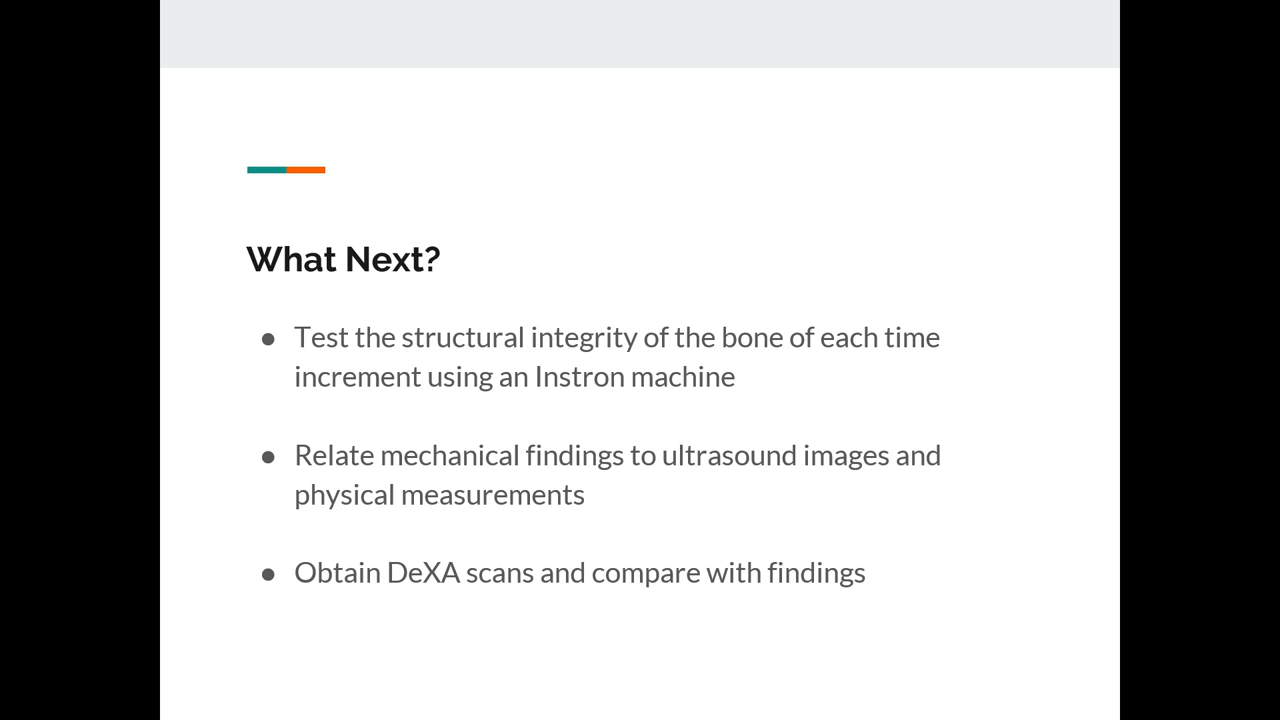 What Next?
● Test the structural integrity of the bone of each time
increment using an Instron machine
● Relate mechanical findings to ultrasound images and
physical measurements
● Obtain DeXA scans and compare with findings